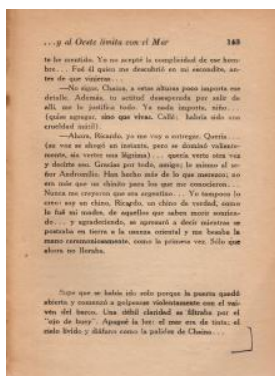 ...y al Oeste limita con el Mar 163
te he mentido. Yo no acepté la complicidad de ese hom-
bre... Fué él quien me descubrió en mi escondite, an-
tes de que vinieras...
—No sigas, Chaino, a estas alturas poco importa ese
detalle. Además, tu actitud desesperada por salir de
allí, me lo justifica todo. Ya nada importa, niño...
(quise agregar, sino que vivas. Callé; habría sido una
crueldad inútil).
—Ahora, Ricardo, yo me voy a entregar. Quería...
(su voz se ahogó un instante, pero se dominó valiente-
mente, sin verter una lágrima)... quería verte otra vez
y decirte eso. Gracias por todo, amigo; lo mismo al se-
ñor Andronilio. Han hecho más de lo que merezco; no
era más que un chinito para los que me conocieron...
Nunca me creyeron que era argentino... Yo tampoco lo
creo: soy un chino, Ricardo, un chino de verdad, como
lo fué mi madre, de aquellos que saben morir sonrien-
do... y agradeciendo, se apresuró a decir mientras se
postraba en tierra a la usanza oriental y me besaba la
mano ceremoniosamente, como la primera vez. Sólo que
ahora no lloraba.
Supe que se había ido solo porque la puerta quedó
abierta y comenzó a golpearse violentamente con el vai-
vén del barco. Una débil claridad se filtraba por el
"ojo de buey". Apagué la luz: el mar era de tinta; el
cielo lívido y diáfano como la palidez de Chaino...